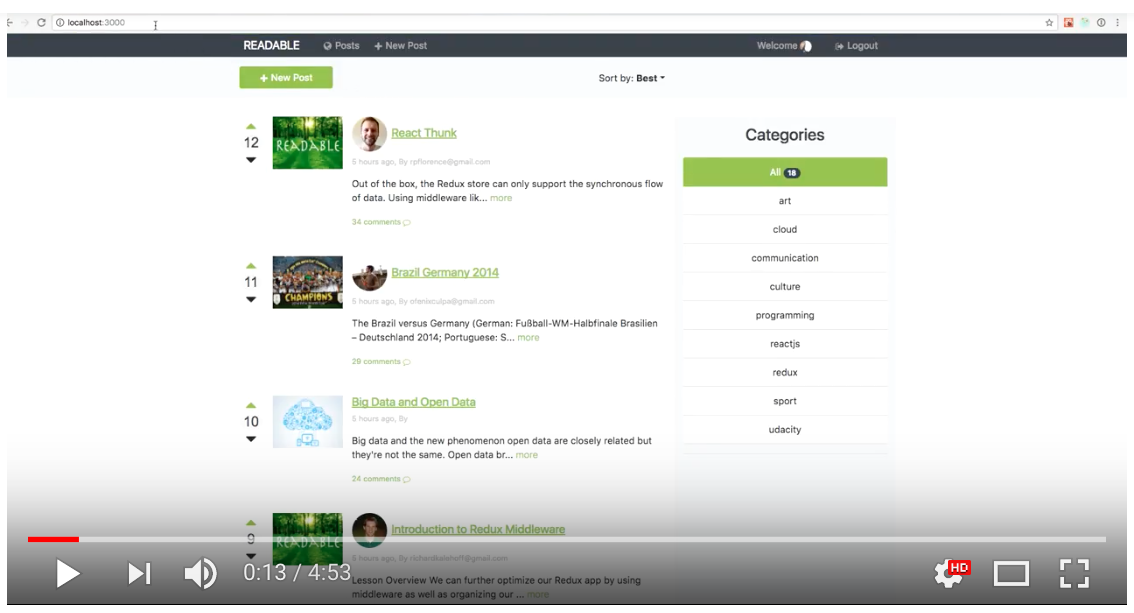 localhost:3000
READABLE Posts + New Post Welcome Logout
+ New Post Sort by: Best
12
READABLE
React Thunk
5 hours ago, By rpflorence@gmail.com
Out of the box, the Redux store can only support the synchronous flow
of data. Using middleware lik... more
34 comments
11
CHAMPIONS
Brazil Germany 2014
5 hours ago, By ofenixculpa@gmail.com
The Brazil versus Germany (German: Fußball-WM-Halbfinale Brasilien
– Deutschland 2014; Portuguese: S... more
29 comments
10
Big Data and Open Data
5 hours ago, By
Big data and the new phenomenon open data are closely related but
they're not the same. Open data br... more
24 comments
9
READABLE
Introduction to Redux Middleware
5 hours ago, By richardkalehoff@gmail.com
Lesson Overview We can further optimize our Redux app by using
middleware as well as organizing our ... more
Categories
All 18
art
cloud
communication
culture
programming
reactjs
redux
sport
udacity
0:13 / 4:53
HD